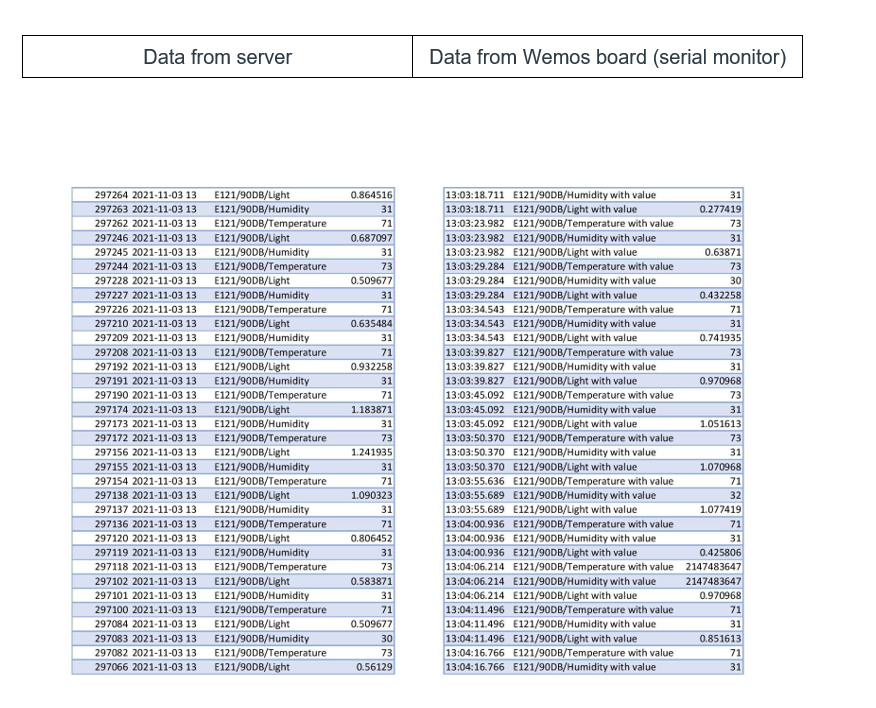 Data from server
Data from Wemos board (serial monitor)
297264 2021-11-03 13 E121/90DB/Light 0.864516
297263 2021-11-03 13 E121/90DB/Humidity 31
297262 2021-11-03 13 E121/90DB/Temperature 71
297246 2021-11-03 13 E121/90DB/Light 0.687097
297245 2021-11-03 13 E121/90DB/Humidity 31
297244 2021-11-03 13 E121/90DB/Temperature 73
297228 2021-11-03 13 E121/90DB/Light 0.509677
297227 2021-11-03 13 E121/90DB/Humidity 31
297226 2021-11-03 13 E121/90DB/Temperature 71
297210 2021-11-03 13 E121/90DB/Light 0.635484
297209 2021-11-03 13 E121/90DB/Humidity 31
297208 2021-11-03 13 E121/90DB/Temperature 71
297192 2021-11-03 13 E121/90DB/Light 0.932258
297191 2021-11-03 13 E121/90DB/Humidity 31
297190 2021-11-03 13 E121/90DB/Temperature 71
297174 2021-11-03 13 E121/90DB/Light 1.183871
297173 2021-11-03 13 E121/90DB/Humidity 31
297172 2021-11-03 13 E121/90DB/Temperature 73
297156 2021-11-03 13 E121/90DB/Light 1.241935
297155 2021-11-03 13 E121/90DB/Humidity 31
297154 2021-11-03 13 E121/90DB/Temperature 71
297138 2021-11-03 13 E121/90DB/Light 1.090323
297137 2021-11-03 13 E121/90DB/Humidity 31
297136 2021-11-03 13 E121/90DB/Temperature 71
297120 2021-11-03 13 E121/90DB/Light 0.806452
297119 2021-11-03 13 E121/90DB/Humidity 31
297118 2021-11-03 13 E121/90DB/Temperature 73
297102 2021-11-03 13 E121/90DB/Light 0.583871
297101 2021-11-03 13 E121/90DB/Humidity 31
297100 2021-11-03 13 E121/90DB/Temperature 71
297084 2021-11-03 13 E121/90DB/Light 0.509677
297083 2021-11-03 13 E121/90DB/Humidity 30
297082 2021-11-03 13 E121/90DB/Temperature 73
297066 2021-11-03 13 E121/90DB/Light 0.56129
13:03:18.711 E121/90DB/Humidity with value 31
13:03:18.711 E121/90DB/Light with value 0.277419
13:03:23.982 E121/90DB/Temperature with value 73
13:03:23.982 E121/90DB/Humidity with value 31
13:03:23.982 E121/90DB/Light with value 0.63871
13:03:29.284 E121/90DB/Temperature with value 73
13:03:29.284 E121/90DB/Humidity with value 30
13:03:29.284 E121/90DB/Light with value 0.432258
13:03:34.543 E121/90DB/Temperature with value 71
13:03:34.543 E121/90DB/Humidity with value 31
13:03:34.543 E121/90DB/Light with value 0.741935
13:03:39.827 E121/90DB/Temperature with value 73
13:03:39.827 E121/90DB/Humidity with value 31
13:03:39.827 E121/90DB/Light with value 0.970968
13:03:45.092 E121/90DB/Temperature with value 73
13:03:45.092 E121/90DB/Humidity with value 31
13:03:45.092 E121/90DB/Light with value 1.051613
13:03:50.370 E121/90DB/Temperature with value 73
13:03:50.370 E121/90DB/Humidity with value 31
13:03:50.370 E121/90DB/Light with value 1.070968
13:03:55.636 E121/90DB/Temperature with value 71
13:03:55.689 E121/90DB/Humidity with value 32
13:03:55.689 E121/90DB/Light with value 1.077419
13:04:00.936 E121/90DB/Temperature with value 71
13:04:00.936 E121/90DB/Humidity with value 31
13:04:00.936 E121/90DB/Light with value 0.425806
13:04:06.214 E121/90DB/Temperature with value 2147483647
13:04:06.214 E121/90DB/Humidity with value 2147483647
13:04:06.214 E121/90DB/Light with value 0.970968
13:04:11.496 E121/90DB/Temperature with value 71
13:04:11.496 E121/90DB/Humidity with value 31
13:04:11.496 E121/90DB/Light with value 0.851613
13:04:16.766 E121/90DB/Temperature with value 71
13:04:16.766 E121/90DB/Humidity with value 31